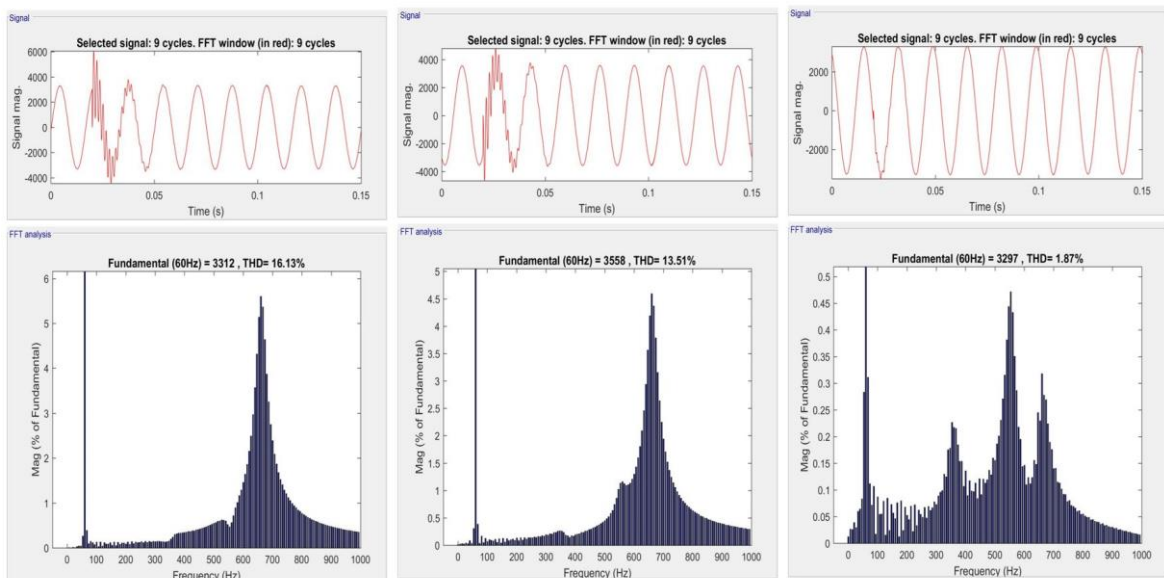 Signal
Selected signal: 9 cycles. FFT window (in red): 9 cycles
Signal mag.
6000
4000
2000
0
-2000
-4000
0
0.05
0.1
0.15
Time (s)
FFT analysis
Fundamental (60Hz) = 3312 , THD= 16.13%
Mag (% of Fundamental)
6
5
4
3
2
1
0
0 100 200 300 400 500 600 700 800 900 1000
Frequency (Hz)
Signal
Selected signal: 9 cycles. FFT window (in red): 9 cycles
Signal mag.
4000
2000
0
-2000
-4000
0
0.05
0.1
0.15
Time (s)
FFT analysis
Fundamental (60Hz) = 3558 , THD= 13.51%
Mag (% of Fundamental)
5
4.5
4
3.5
3
2.5
2
1.5
1
0.5
0
0 100 200 300 400 500 600 700 800 900 1000
Frequency (Hz)
Signal
Selected signal: 9 cycles. FFT window (in red): 9 cycles
Signal mag.
2000
0
-2000
0
0.05
0.1
0.15
Time (s)
FFT analysis
Fundamental (60Hz) = 3297 , THD= 1.87%
Mag (% of Fundamental)
0.5
0.45
0.4
0.35
0.3
0.25
0.2
0.15
0.1
0.05
0
0 100 200 300 400 500 600 700 800 900 1000
Frequency (Hz)